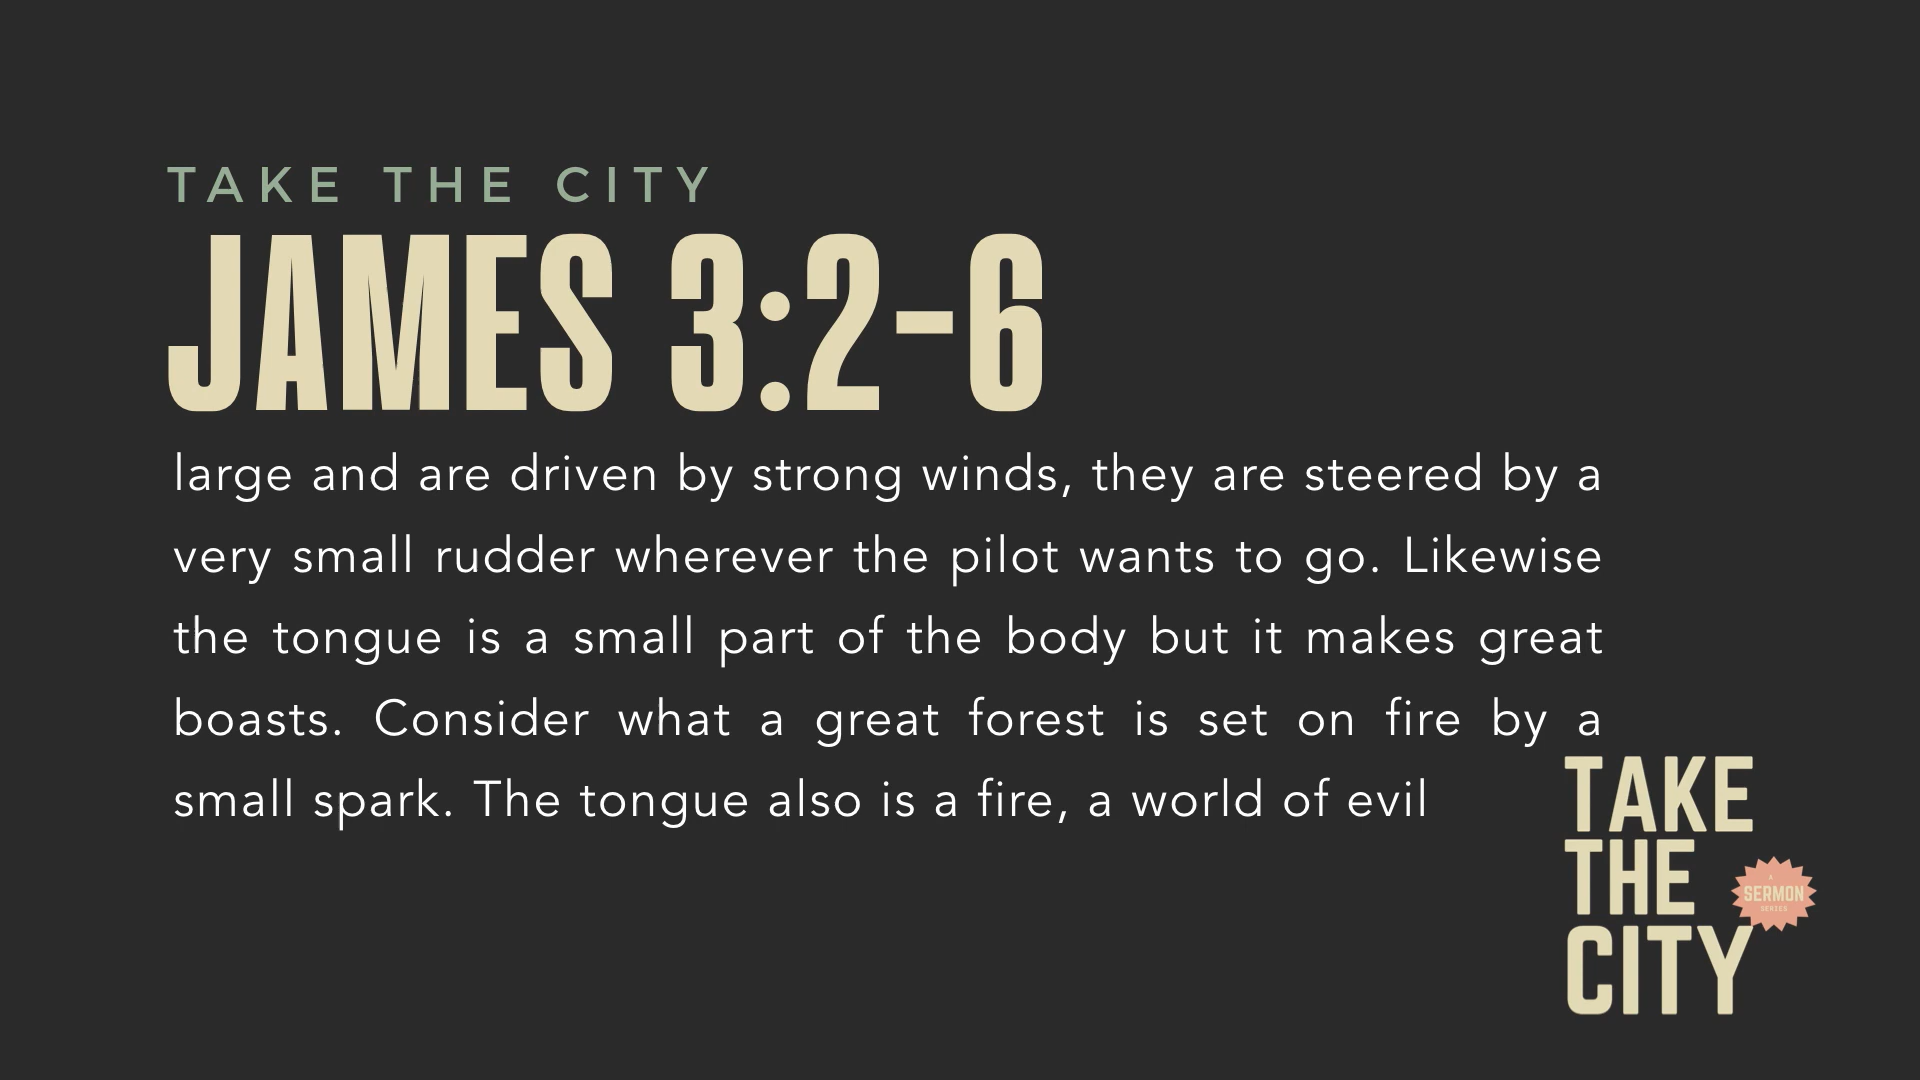 TAKE THE CITY
JAMES 3:2-6
large and are driven by strong winds, they are steered by a
very small rudder wherever the pilot wants to go. Likewise
the tongue is a small part of the body but it makes great
boasts. Consider what a great forest is set on fire by a
small spark. The tongue also is a fire, a world of evil
TAKE
THE
CITY
A
SERMON
SERIES